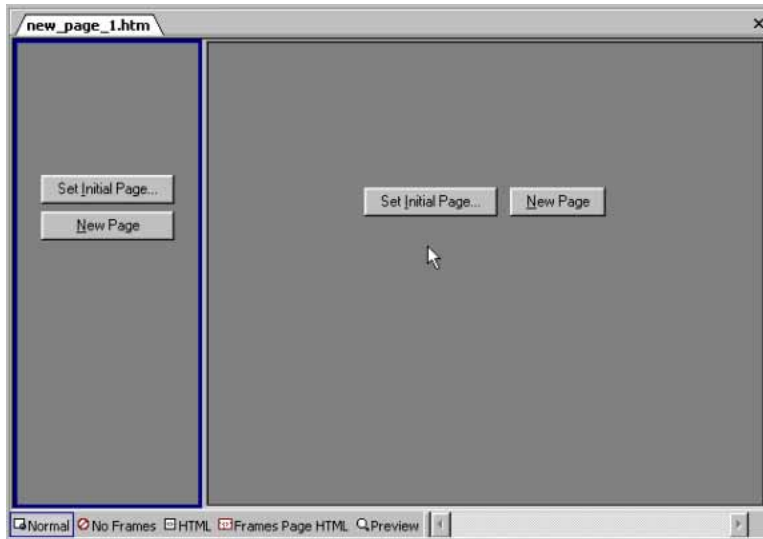 new_page_1.htm
Set Initial Page...
New Page
Set Initial Page...
New Page
Normal
No Frames
HTML
Frames Page HTML
Preview